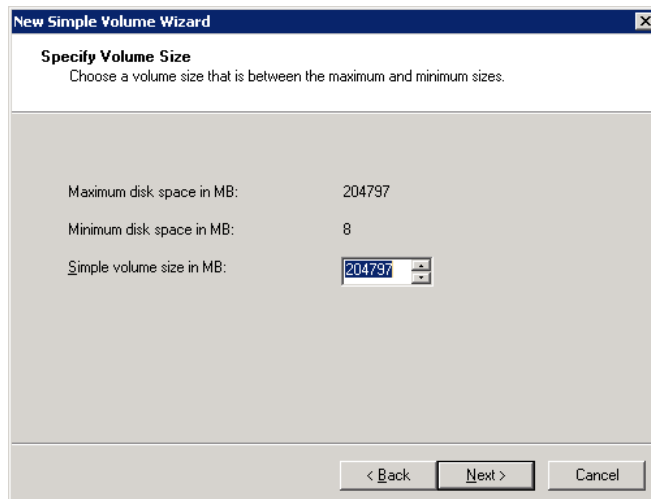 New Simple Volume Wizard
Specify Volume Size
Choose a volume size that is between the maximum and minimum sizes.
Maximum disk space in MB: 204797
Minimum disk space in MB: 8
Simple volume size in MB: 204797
< Back Next > Cancel